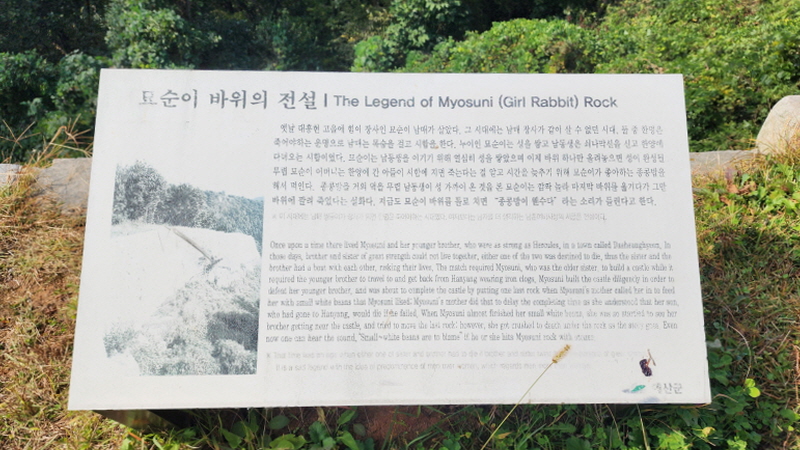 묘순이 바위의 전설 | The Legend of Myosuni (Girl Rabbit) Rock
옛날 대흥현 고을에 힘이 장사인 묘순이 남매가 살았다. 그 시대에는 남매 장사가 같이 살 수 없던 시대, 둘 중 한명은
죽어야하는 운명으로 남매는 목숨을 걸고 시합을 한다. 누이인 묘순이는 성을 쌓고 남동생은 쇠나막신을 신고 한양에
다녀오는 시합이었다. 묘순이는 남동생을 이기기 위해 열심히 성을 쌓았으며 이제 바위 하나만 올려놓으면 성이 완성될
무렵 묘순이 어머니는 한양에 간 아들이 시합에 지면 죽는다는 걸 알고 시간을 늦추기 위해 묘순이가 좋아하는 종콩밥을
해서 먹인다. 종콩밥을 거의 먹을 무렵 남동생이 성 가까이 온 것을 본 묘순이는 깜짝 놀라 마지막 바위를 옮기다가 그만
바위에 깔려 죽었다는 설화다. 지금도 묘순이 바위를 돌로 치면 "종콩밥이 웬수다" 라는 소리가 들린다고 한다.
Once upon a time there lived Myosuni and her younger brother, who were as strong as Hercules, in a town called Daeheunghyeon. In
those days, brother and sister of great strength could not live together, either one of the two was destined to die, thus the sister and the
brother had a bout with each other, risking their lives. The match required Myosuni, who was the older sister to build a castle while it
required the younger brother to travel to and get back from Hanyang wearing iron clogs, Myosuni built the castle diligently in order to
defeat her younger brother, and was about to complete the castle by putting one last rock when Myosuni's mother called her in to feed
her with small white beans that Myosuni liked. Myosuni's mother did that to delay the completing time as she understood that her son,
who had gone to Hanyang, would die if he failed. When Myosuni almost finished her small white beans, she was so startled to see her
brother getting near the castle, and tried to move the last rock; however, she got crushed to death under the rock as the story goes. Even
now one can hear the sound, "Small-white beans are to blame" if he or she hits Myosuni rock with stones.
예산군